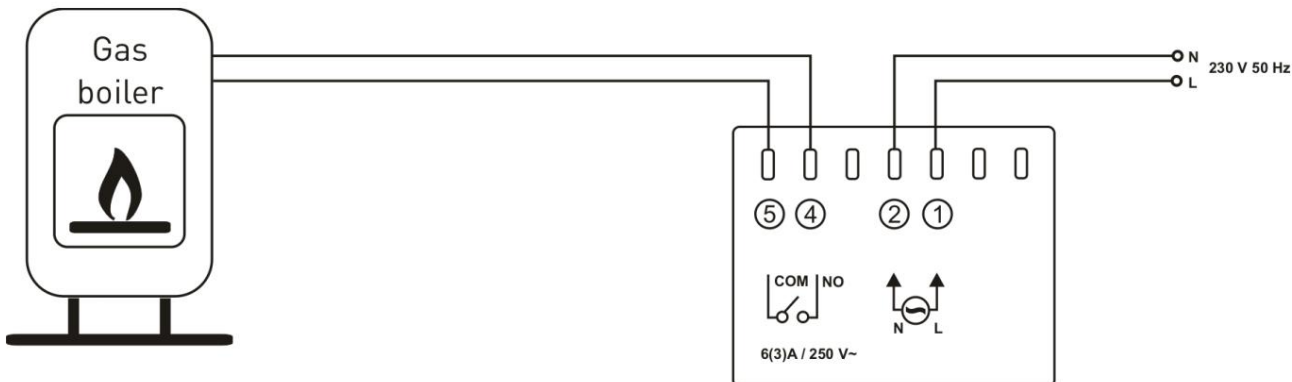 Gas
boiler
N
230 V 50 Hz
L
5 4 2 1
COM NO
N L
6(3)A / 250 V~